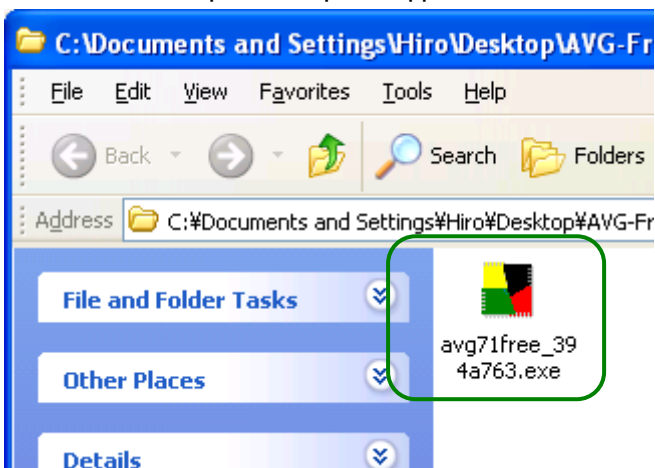 C:\Documents and Settings\Hiro\Desktop\AVG-Fr
File Edit View Favorites Tools Help
Back Search Folders
Address C:¥Documents and Settings¥Hiro¥Desktop¥AVG-Fr
File and Folder Tasks
avg71free_39
4a763.exe
Other Places
Details